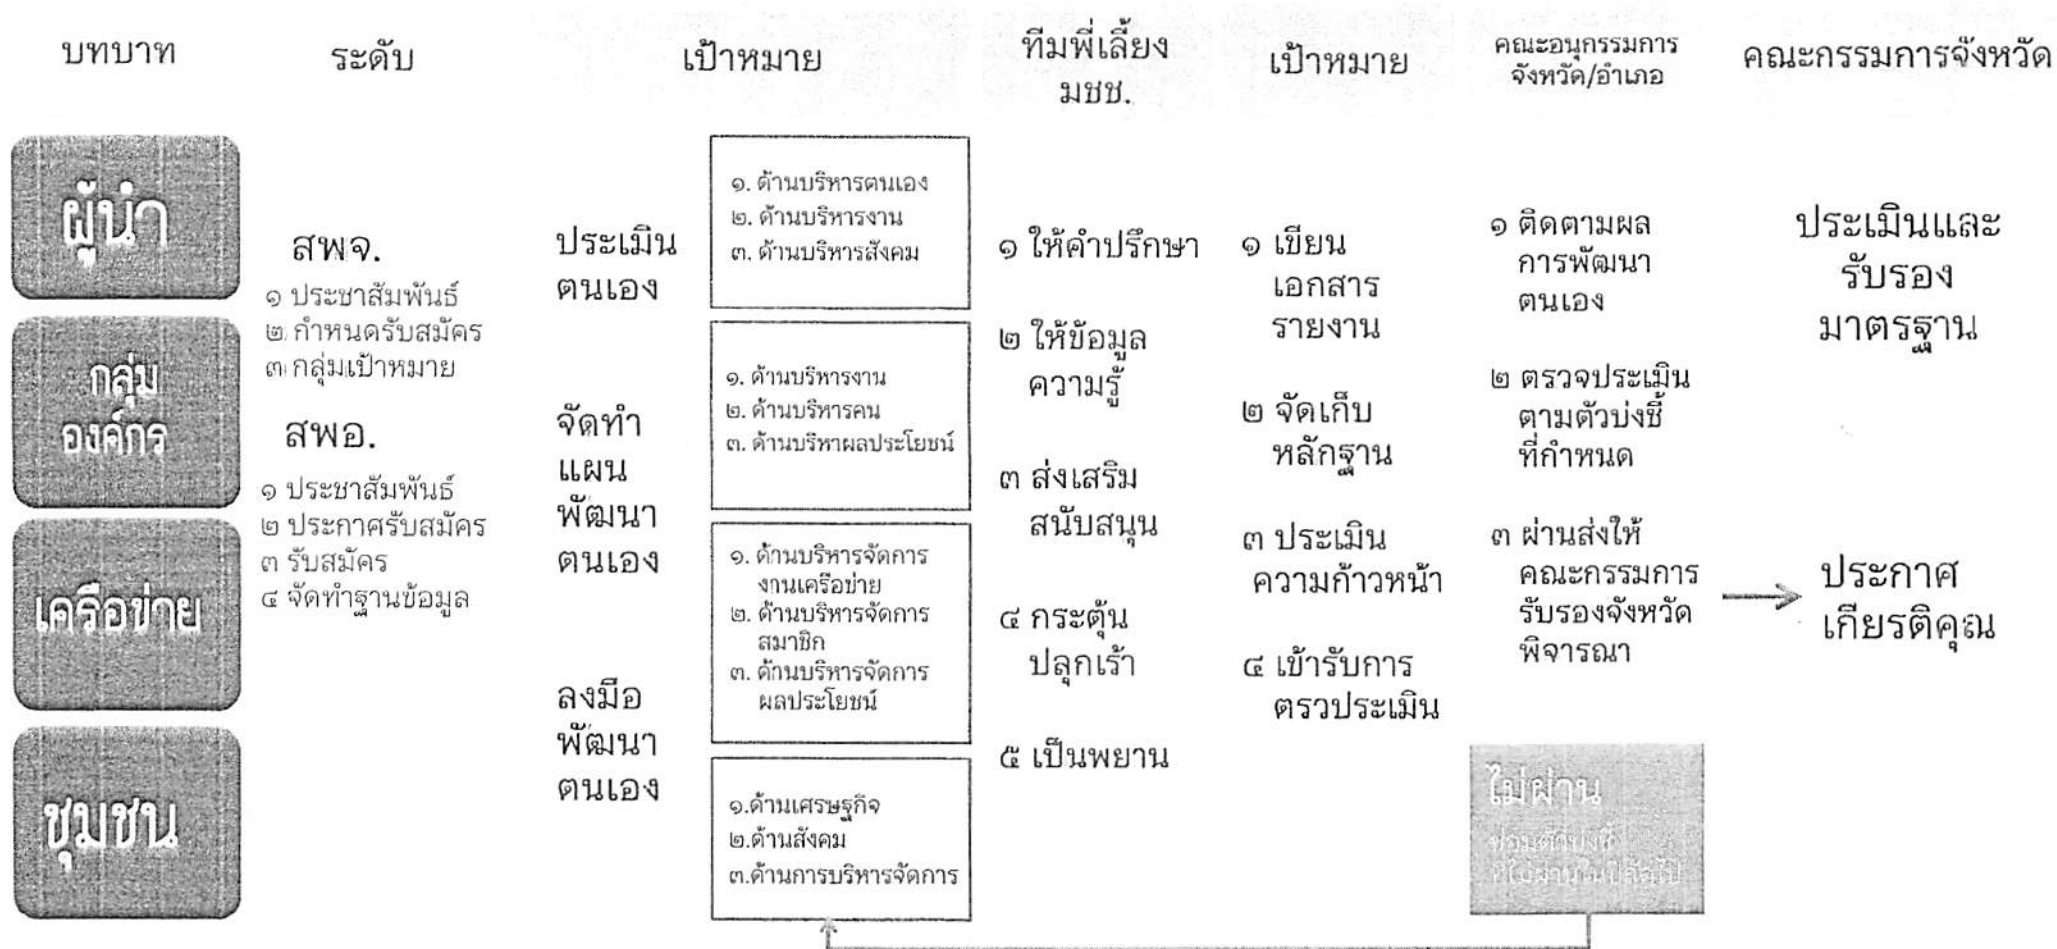 บทบาท
ระดับ
เป้าหมาย
ทีมพี่เลี้ยง
มชช.
เป้าหมาย
คณะอนุกรรมการ
จังหวัด/อำเภอ
คณะกรรมการจังหวัด
ผู้นำ
กลุ่ม
องค์กร
เครือข่าย
ชุมชน
สพจ.
๑ ประชาสัมพันธ์
๒ กำหนดรับสมัคร
๓ กลุ่มเป้าหมาย
สพอ.
๑ ประชาสัมพันธ์
๒ ประกาศรับสมัคร
๓ รับสมัคร
๔ จัดทำฐานข้อมูล
ประเมิน
ตนเอง
จัดทำ
แผน
พัฒนา
ตนเอง
ลงมือ
พัฒนา
ตนเอง
๑. ด้านบริหารตนเอง
๒. ด้านบริหารงาน
๓. ด้านบริหารสังคม
๑. ด้านบริหารงาน
๒. ด้านบริหารคน
๓. ด้านบริหาผลประโยชน์
๑. ด้านบริหารจัดการ
งานเครือข่าย
๒. ด้านบริหารจัดการ
สมาชิก
๓. ด้านบริหารจัดการ
ผลประโยชน์
๑.ด้านเศรษฐกิจ
๒.ด้านสังคม
๓.ด้านการบริหารจัดการ
๑ ให้คำปรึกษา
๒ ให้ข้อมูล
ความรู้
๓ ส่งเสริม
สนับสนุน
๔ กระตุ้น
ปลุกเร้า
๕ เป็นพยาน
๑ เขียน
เอกสาร
รายงาน
๒ จัดเก็บ
หลักฐาน
๓ ประเมิน
ความก้าวหน้า
๔ เข้ารับการ
ตรวประเมิน
๑ ติดตามผล
การพัฒนา
ตนเอง
๒ ตรวจประเมิน
ตามตัวบ่งชี้
ที่กำหนด
๓ ผ่านส่งให้
คณะกรรมการ
รับรองจังหวัด
พิจารณา
ไม่ผ่าน
ซ่อมตัวบ่งชี้
ที่ไม่ผ่านในปีถัดไป
ประเมินและ
รับรอง
มาตรฐาน
ประกาศ
เกียรติคุณ